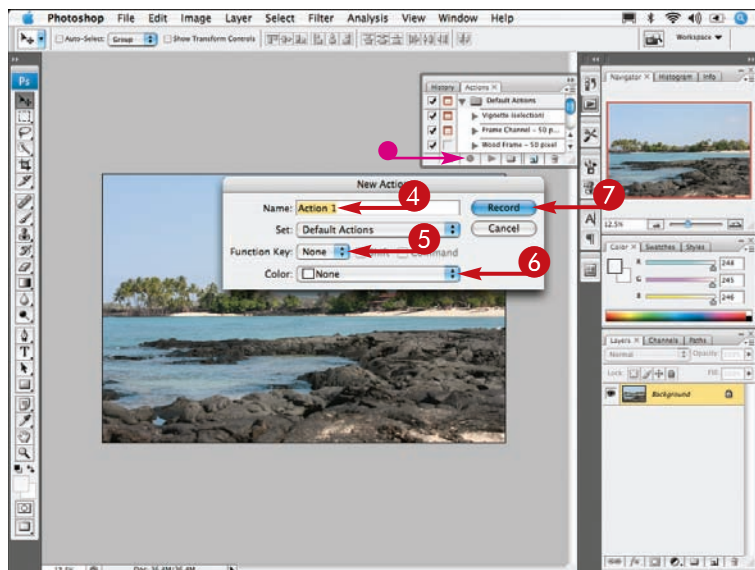 Photoshop File Edit Image Layer Select Filter Analysis View Window Help
Auto-Select: Group Show Transform Controls Workspace
Ps
History Actions
Default Actions
Vignette (selection)
Frame Channel - 50 p...
Wood Frame - 50 pixel
Navigator Histogram Info
12.5%
New Action
Name: Action 1 4 Record 7
Set: Default Actions Cancel
Function Key: None 5 Shift Command
Color: None 6
Color Swatches Styles
R 248
G 245
B 246
Layers Channels Paths
Normal Opacity:
Lock: Fill:
Background